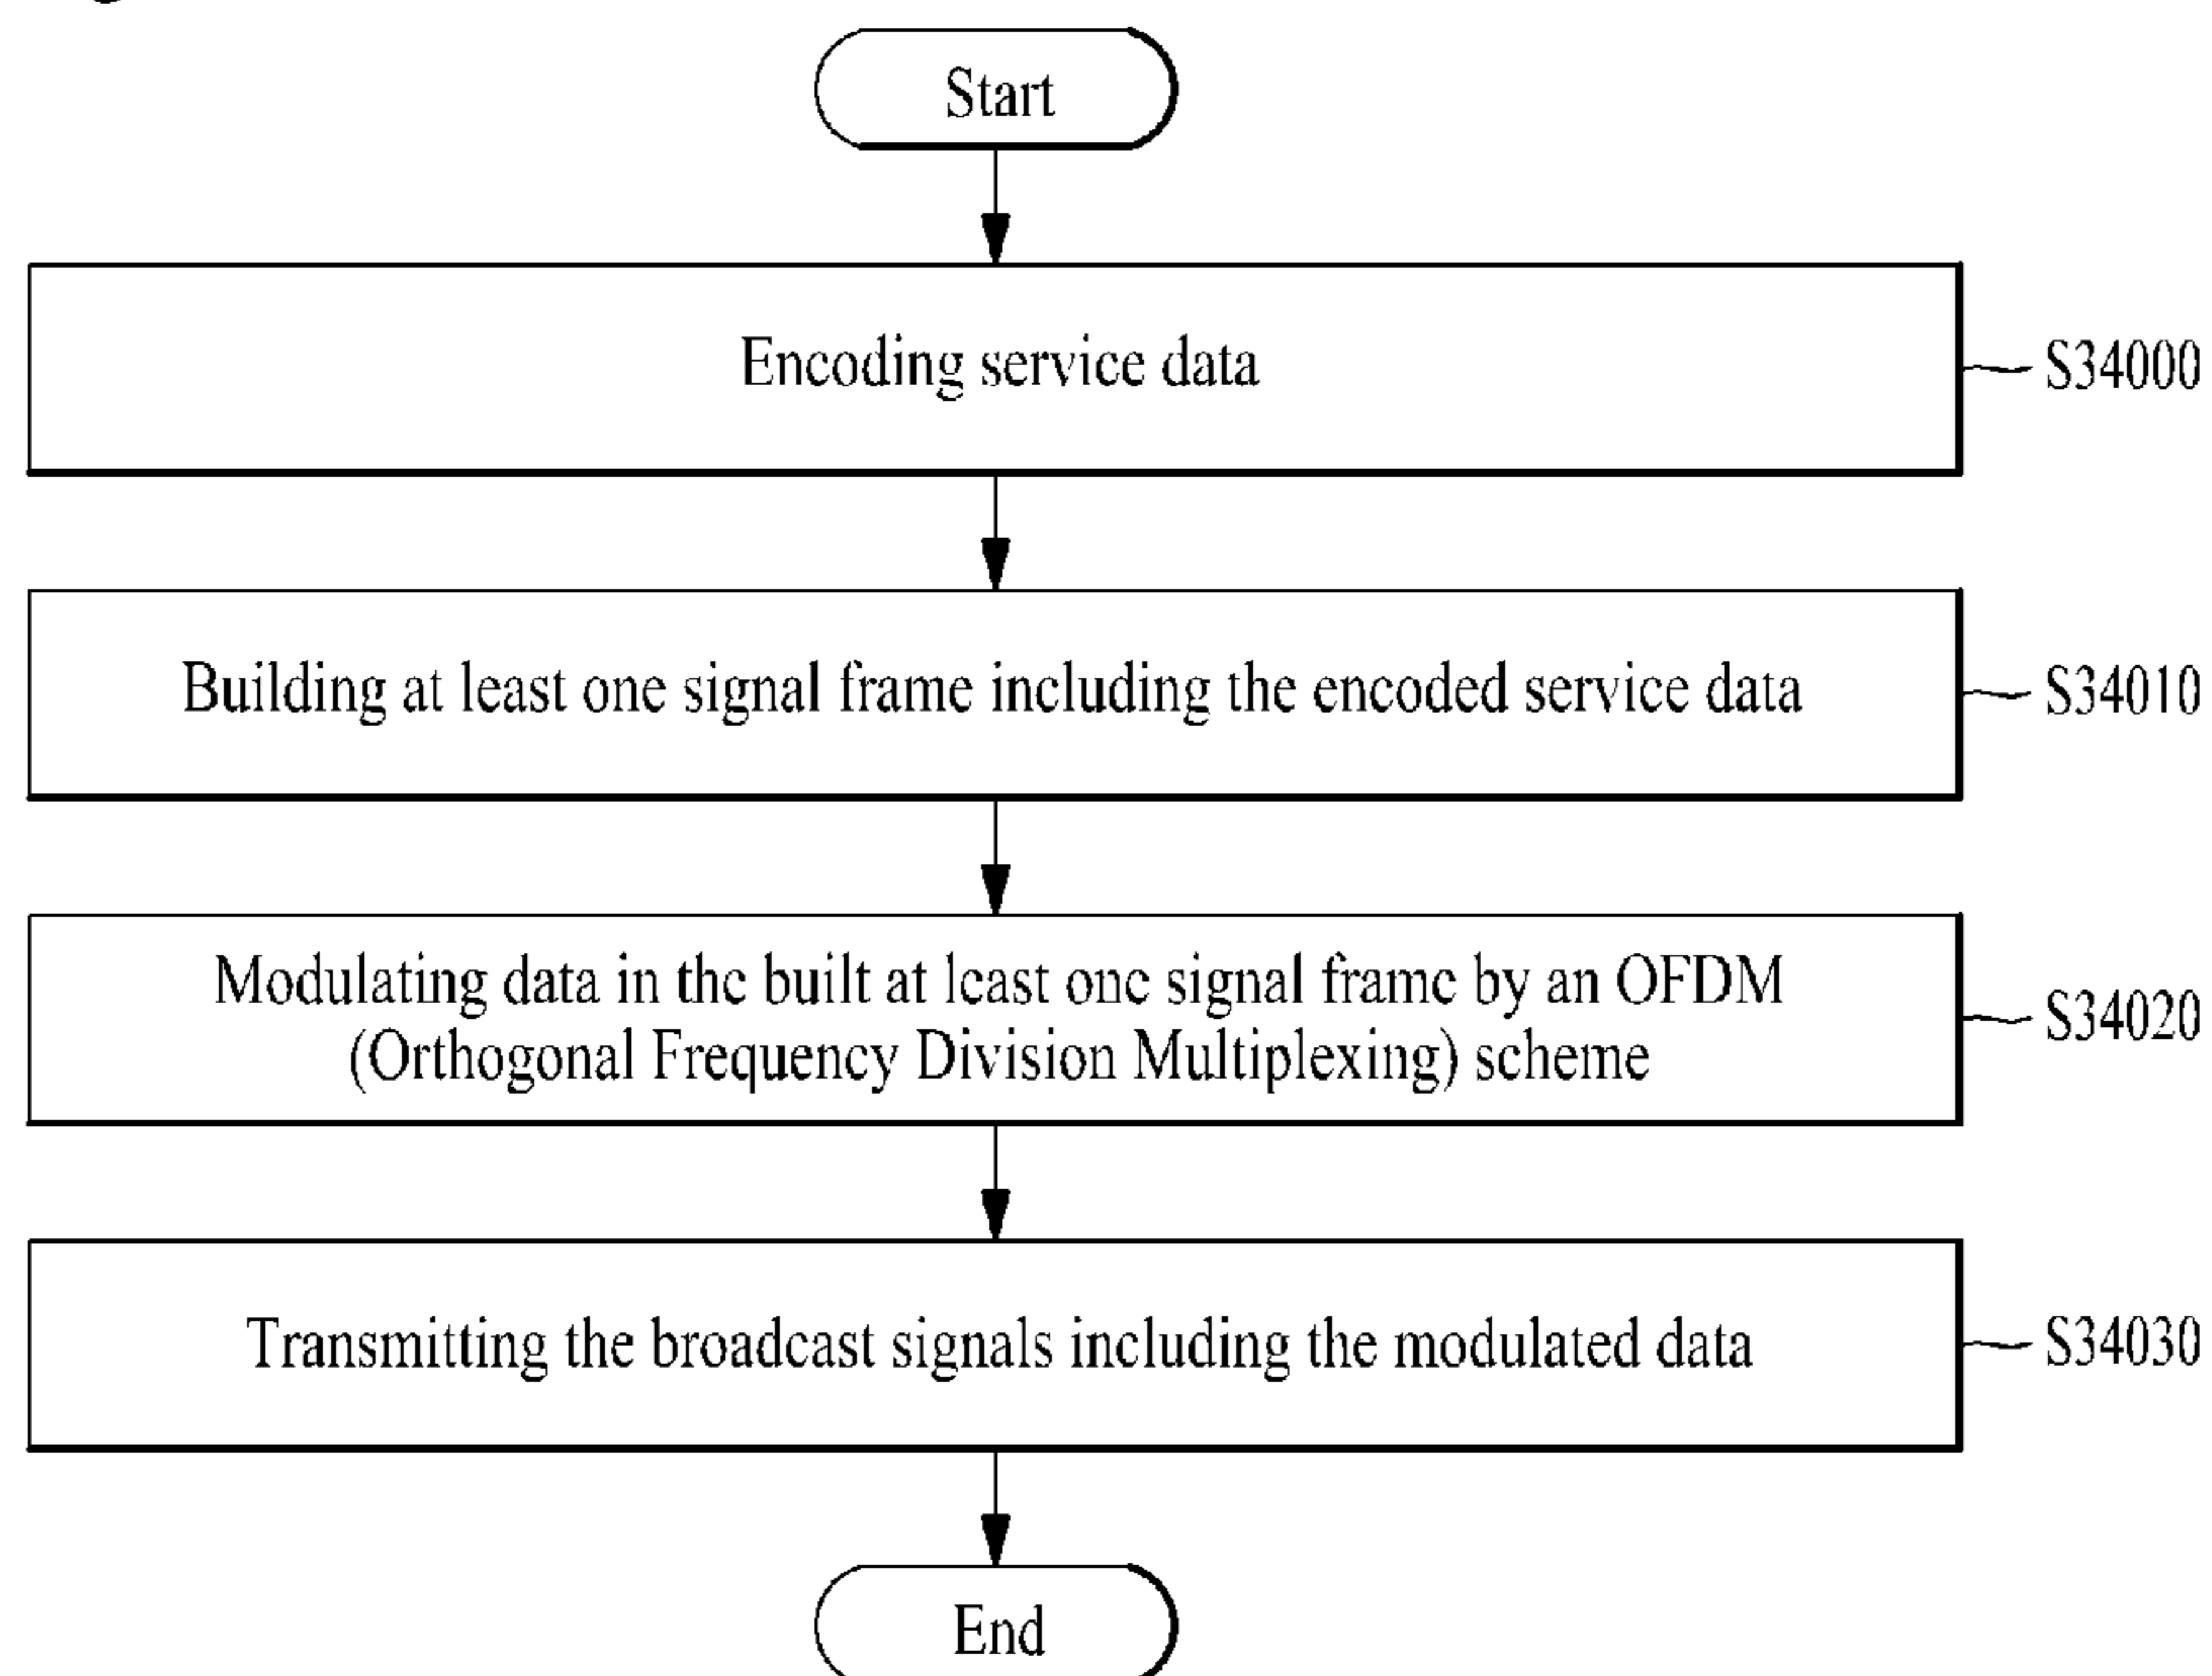 Start
Encoding service data
S34000
Building at least one signal frame including the encoded service data
S34010
Modulating data in the built at least one signal frame by an OFDM
(Orthogonal Frequency Division Multiplexing) scheme
S34020
Transmitting the broadcast signals including the modulated data
S34030
End